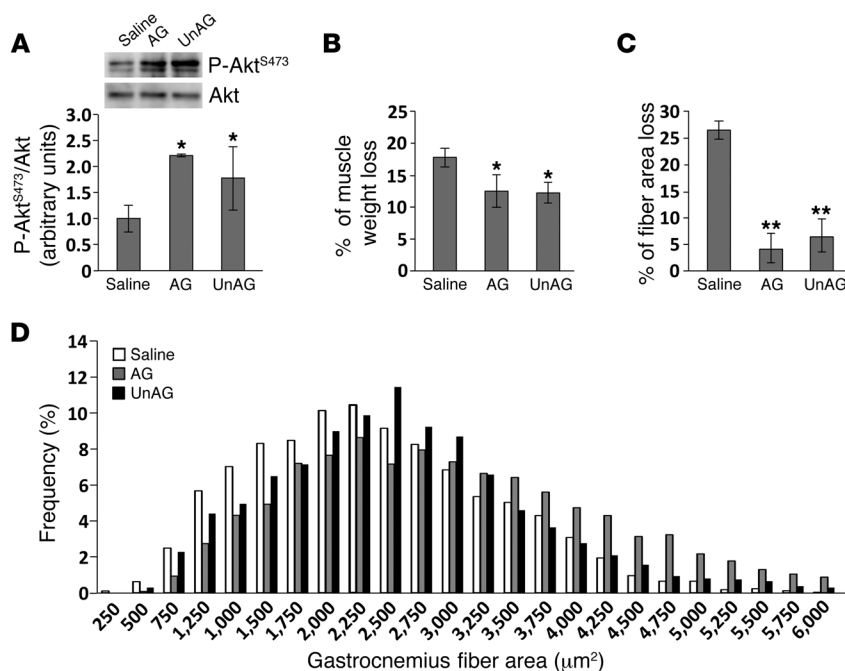 A
Saline
AG
UnAG
P-AktS473
Akt
P-AktS473/Akt
(arbitrary units)
3.0
2.5
2.0
1.5
1.0
0.5
0.0
*
*
Saline AG UnAG
B
% of muscle
weight loss
25
20
15
10
5
0
*
*
Saline AG UnAG
C
% of fiber area loss
30
25
20
15
10
5
0
**
**
Saline AG UnAG
D
Frequency (%)
14
12
10
8
6
4
2
0
Saline
AG
UnAG
250 500 750 1,250 1,000 1,500 1,750 2,000 2,250 2,500 2,750 3,000 3,250 3,500 3,750 4,000 4,250 4,500 4,750 5,000 5,250 5,500 5,750 6,000
Gastrocnemius fiber area (μm2)